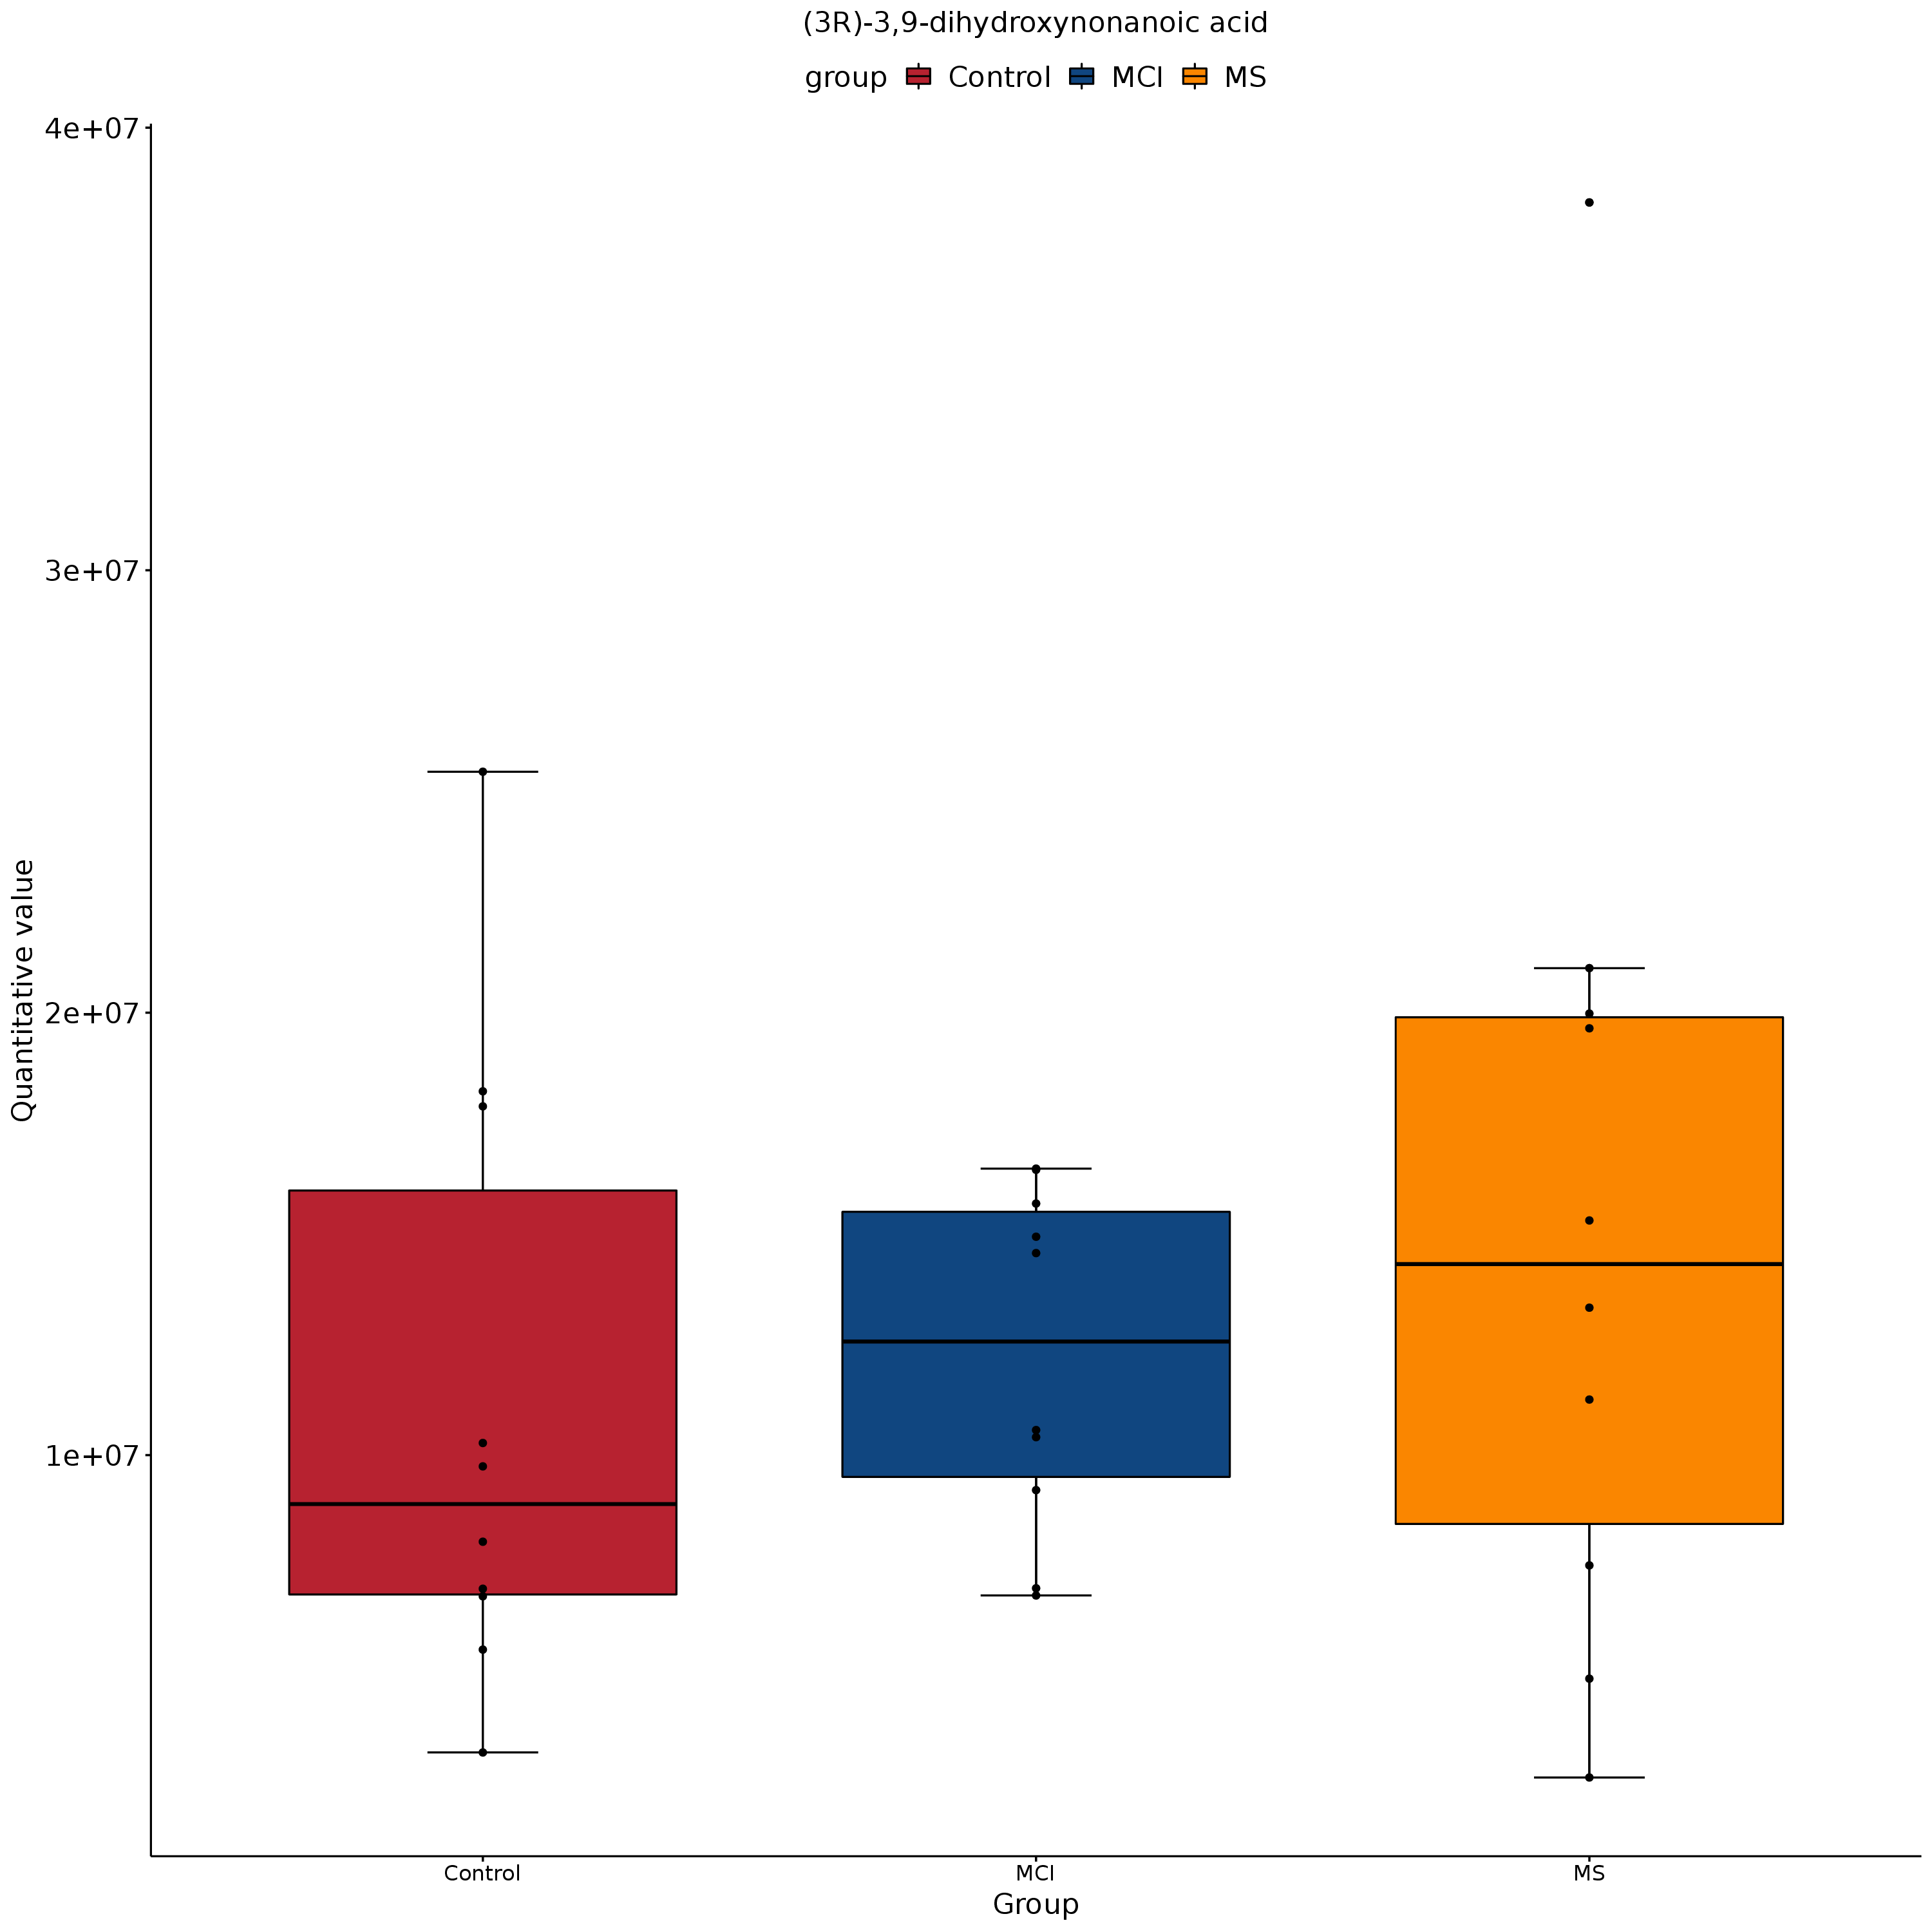 (3R)-3,9-dihydroxynonanoic acid
group Control MCI MS
4e+07
3e+07
2e+07
1e+07
Quantitative value
Control MCI MS
Group